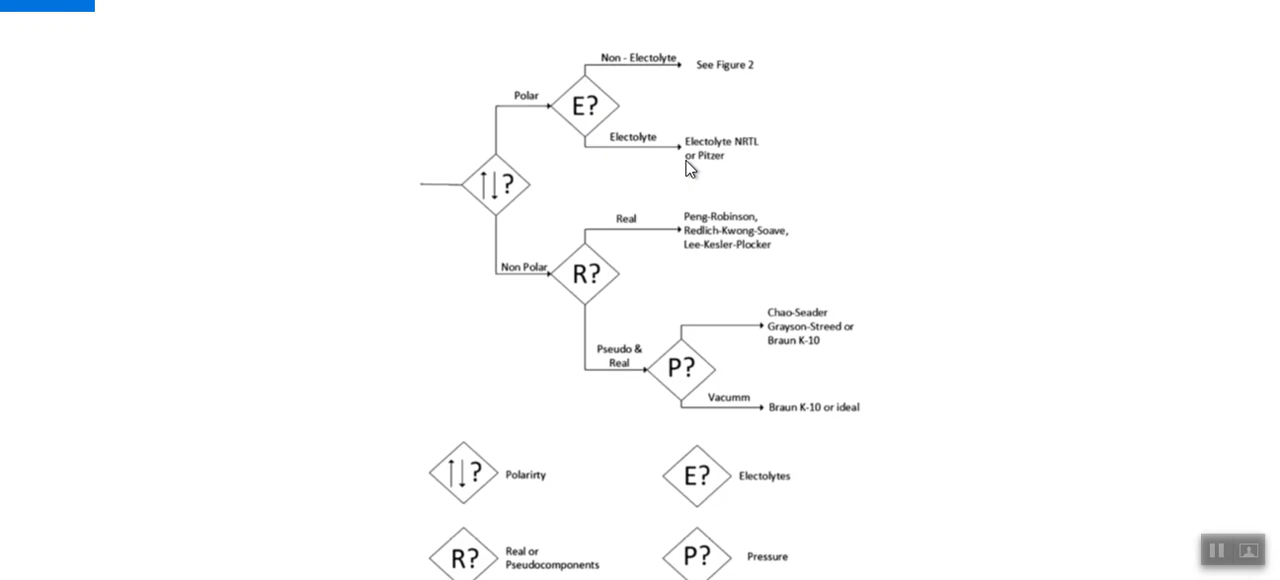 Non - Electolyte
See Figure 2
Polar
E?
Electolyte
Electolyte NRTL
or Pitzer
↑↓?
Real
Peng-Robinson,
Redlich-Kwong-Soave,
Lee-Kesler-Plocker
Non Polar
R?
Chao-Seader
Grayson-Streed or
Braun K-10
Pseudo &
Real
P?
Vacumm
Braun K-10 or ideal
↑↓?
Polarirty
E?
Electolytes
R?
Real or
Pseudocomponents
P?
Pressure